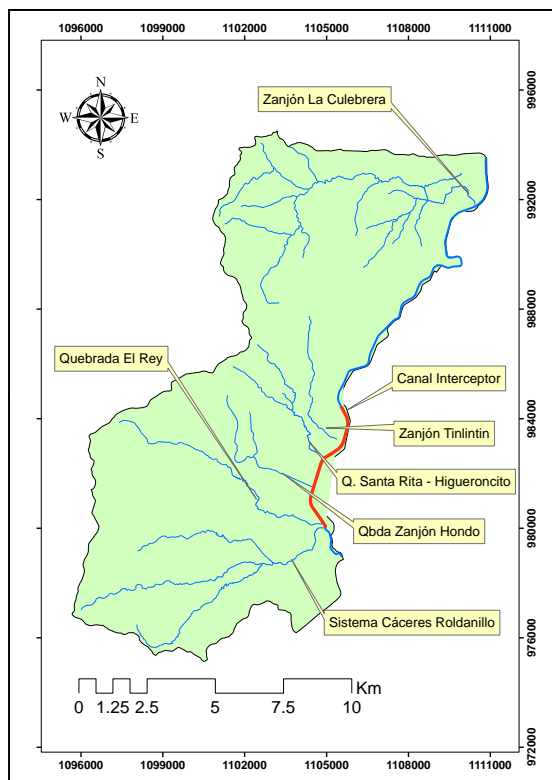 1096000 1099000 1102000 1105000 1108000 1111000
996000
992000
988000
984000
980000
976000
972000
N
W E
S
Zanjón La Culebrera
Quebrada El Rey
Canal Interceptor
Zanjón Tinlintin
Q. Santa Rita - Higueroncito
Qbda Zanjón Hondo
Sistema Cáceres Roldanillo
Km
0 1.25 2.5 5 7.5 10
1096000 1099000 1102000 1105000 1108000 1111000